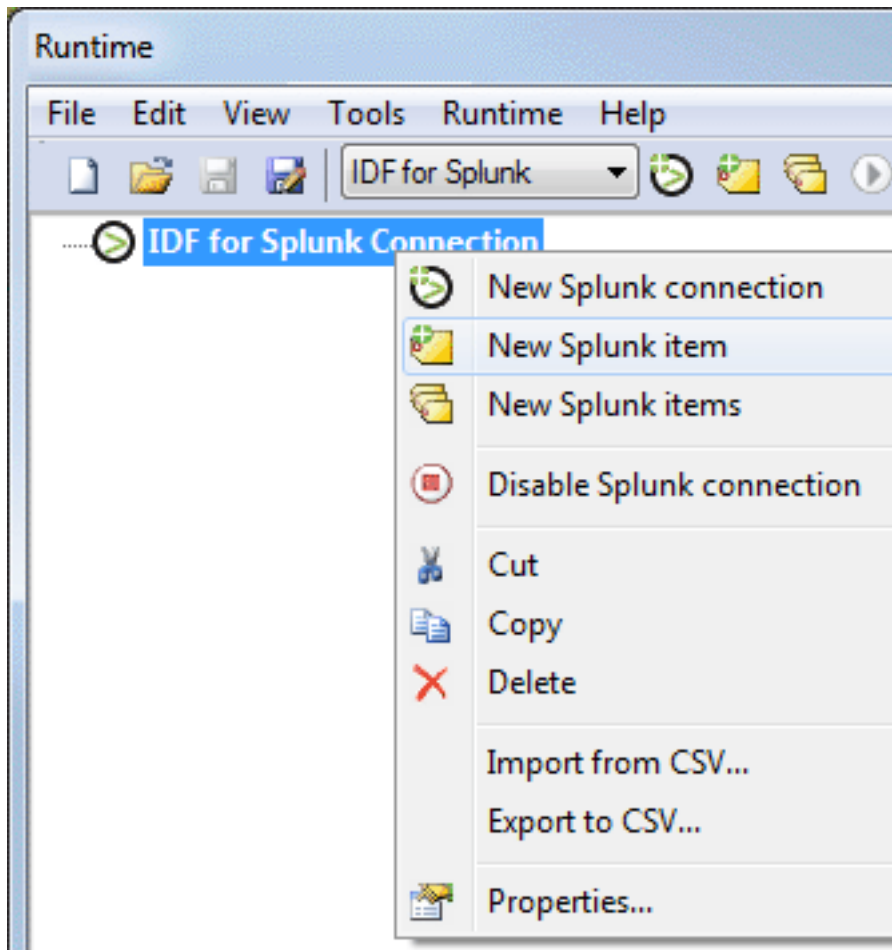 Runtime
File Edit View Tools Runtime Help
IDF for Splunk
IDF for Splunk Connection
New Splunk connection
New Splunk item
New Splunk items
Disable Splunk connection
Cut
Copy
Delete
Import from CSV...
Export to CSV...
Properties...